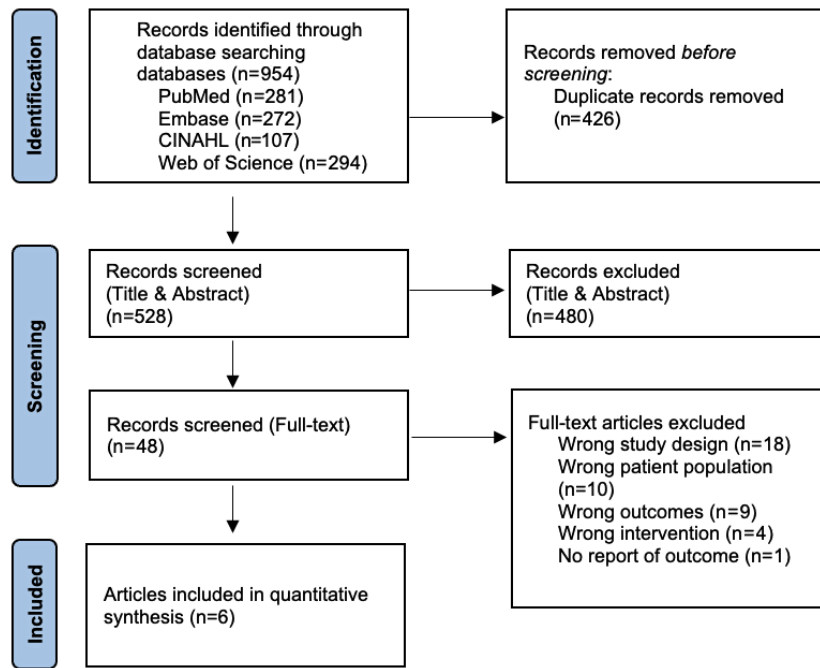 Identification
Records identified through
database searching
databases (n=954)
PubMed (n=281)
Embase (n=272)
CINAHL (n=107)
Web of Science (n=294)
Records removed before
screening:
Duplicate records removed
(n=426)
Screening
Records screened
(Title & Abstract)
(n=528)
Records excluded
(Title & Abstract)
(n=480)
Records screened (Full-text)
(n=48)
Full-text articles excluded
Wrong study design (n=18)
Wrong patient population
(n=10)
Wrong outcomes (n=9)
Wrong intervention (n=4)
No report of outcome (n=1)
Included
Articles included in quantitative
synthesis (n=6)